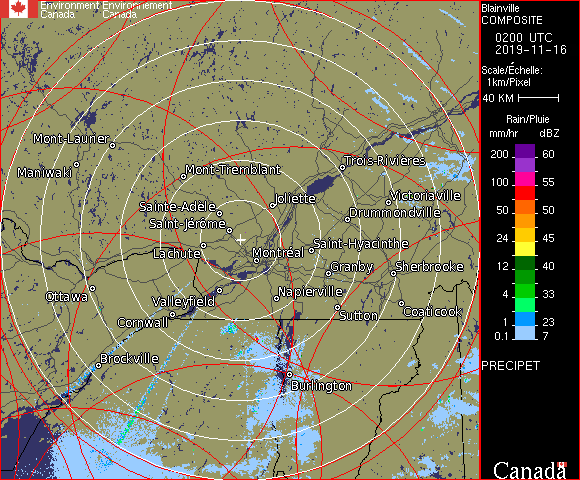 Environment Environnement
Canada Canada
Blainville
COMPOSITE
0200 UTC
2019-11-16
Scale/Échelle:
1km/Pixel
40 KM
Rain/Pluie
mm/hr dBZ
200 60
100 55
50 50
24 45
12 40
4 33
1 23
0.1 7
PRECIPET
Canada
Mont-Laurier
Maniwaki
Mont-Tremblant
Trois-Rivières
Joliette
Victoriaville
Sainte-Adèle
Drummondville
Saint-Jérôme
Lachute
Montréal
Saint-Hyacinthe
Granby
Sherbrooke
Ottawa
Valleyfield
Napierville
Coaticook
Cornwall
Sutton
Brockville
Burlington